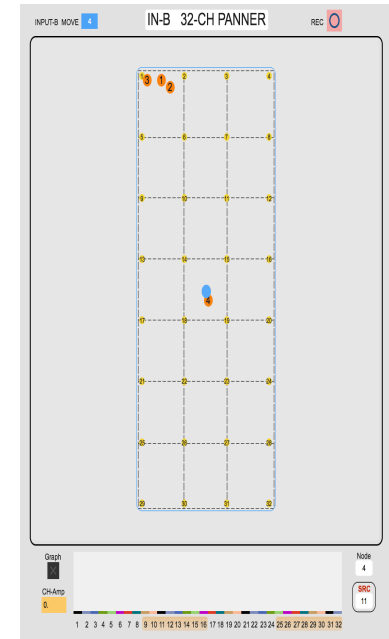 INPUT-B MOVE 4 IN-B 32-CH PANNER REC
1 3 1 2 2 3 4
5 6 7 8
9 10 11 12
13 14 15 16
4
17 18 19 20
21 22 23 24
25 26 27 28
29 30 31 32
Graph Node
4
CH-Amp SRC
0. 11
1 2 3 4 5 6 7 8 9 10 11 12 13 14 15 16 17 18 19 20 21 22 23 24 25 26 27 28 29 30 31 32